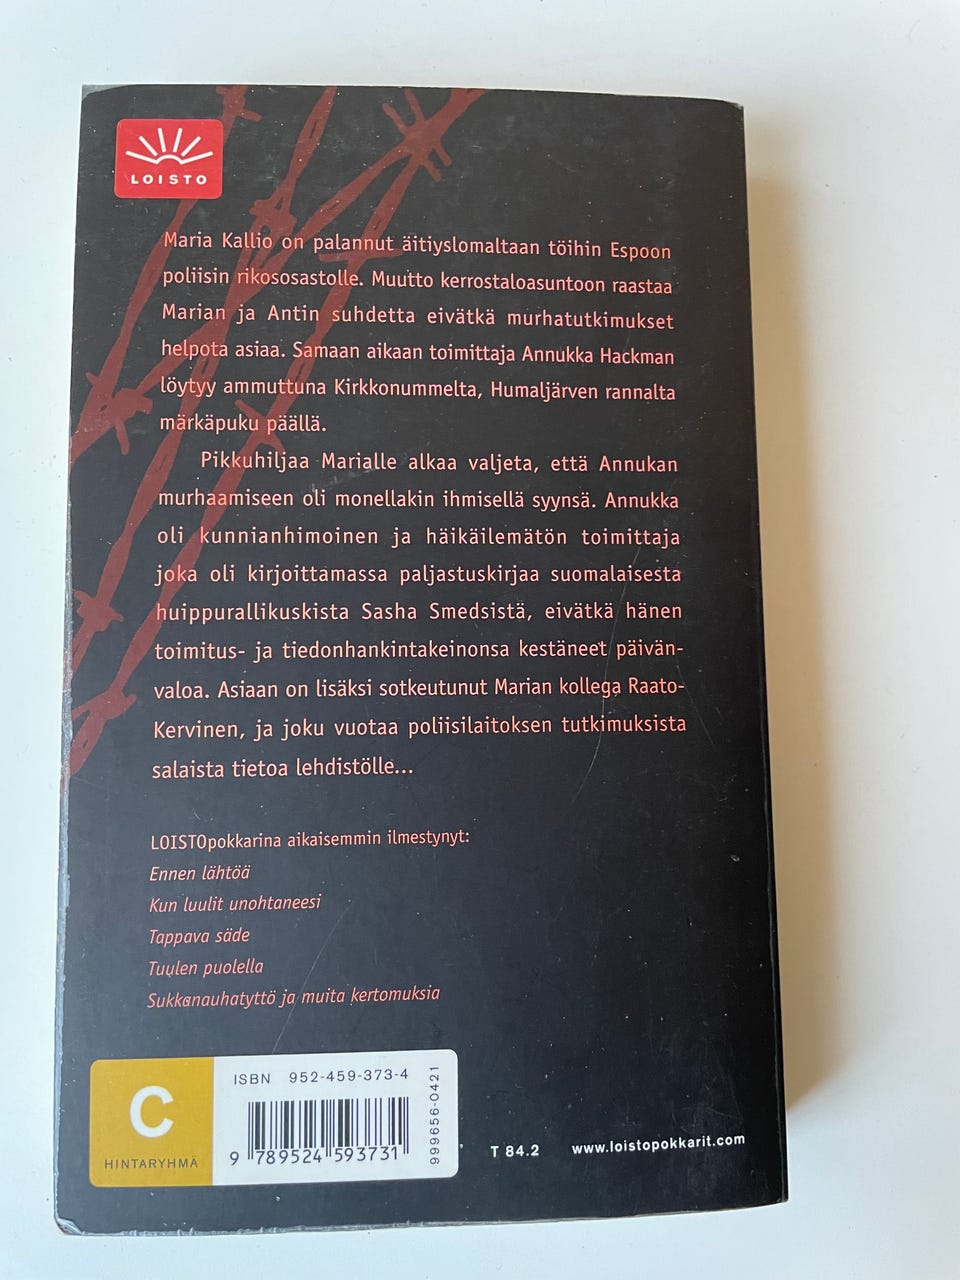 LOISTO
Maria Kallio on palannut äitiyslomaltaan töihin Espoon
poliisin rikososastolle. Muutto kerrostaloasuntoon raastaa
Marian ja Antin suhdetta eivätkä murhatutkimukset
helpota asiaa. Samaan aikaan toimittaja Annukka Hackman
löytyy ammuttuna Kirkkonummelta, Humaljärven rannalta
märkäpuku päällä.
Pikkuhiljaa Marialle alkaa valjeta, että Annukan
murhaamiseen oli monellakin ihmisellä syynsä. Annukka
oli kunnianhimoinen ja häikäilemätön toimittaja
joka oli kirjoittamassa paljastuskirjaa suomalaisesta
huippurallikuskista Sasha Smedsistä, eivätkä hänen
toimitus- ja tiedonhankintakeinonsa kestäneet päivän-
valoa. Asiaan on lisäksi sotkeutunut Marian kollega Raato-
Kervinen, ja joku vuotaa poliisilaitoksen tutkimuksista
salaista tietoa lehdistölle...
LOISTOpokkarina aikaisemmin ilmestynyt:
Ennen lähtöä
Kun luulit unohtaneesi
Tappava säde
Tuulen puolella
Sukkanauhatyttö ja muita kertomuksia
C
HINTARYHMÄ
ISBN 952-459-373-4
9 789524 593731
999656-0421
T 84.2
www.loistopokkarit.com